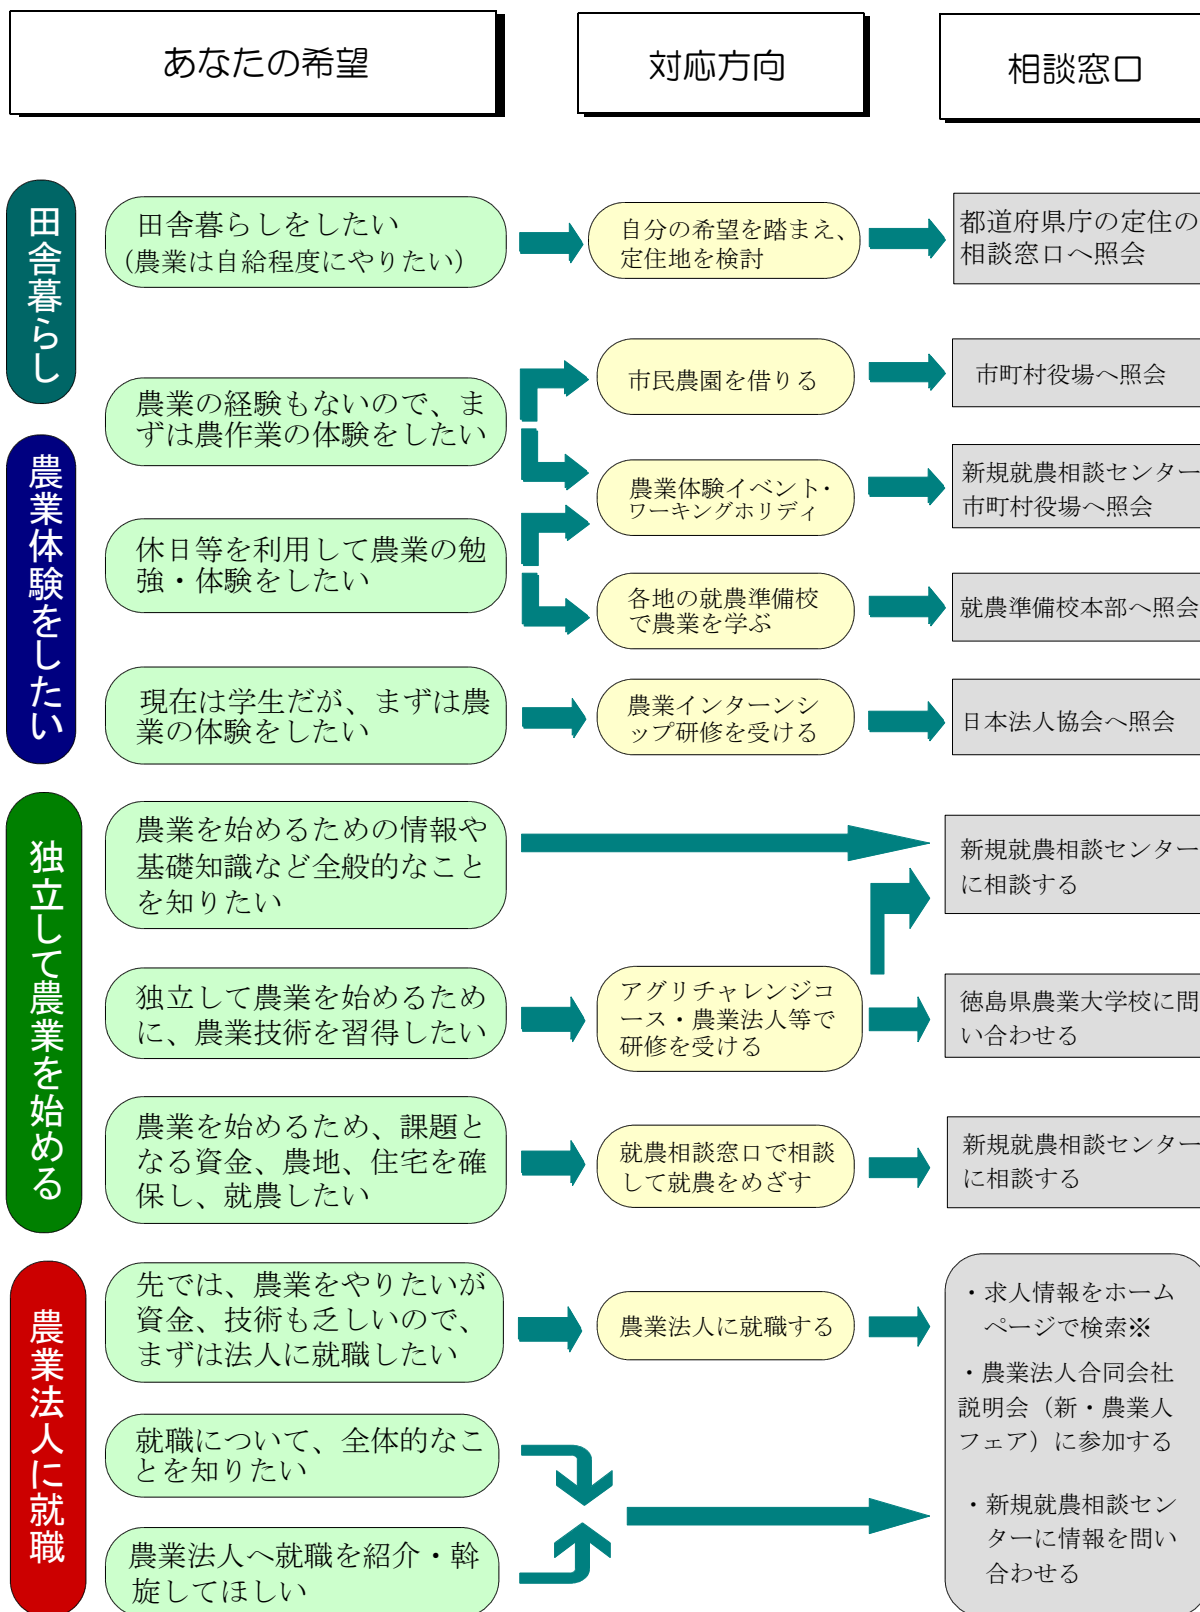 あなたの希望
対応方向
相談窓口
田舎暮らし
田舎暮らしをしたい
(農業は自給程度にやりたい)
自分の希望を踏まえ、
定住地を検討
都道府県庁の定住の
相談窓口へ照会
農業体験をしたい
農業の経験もないので、ま
ずは農作業の体験をしたい
市民農園を借りる
市町村役場へ照会
農業体験イベント・
ワーキングホリディ
新規就農相談センター
市町村役場へ照会
休日等を利用して農業の勉
強・体験をしたい
各地の就農準備校
で農業を学ぶ
就農準備校本部へ照会
現在は学生だが、まずは農
業の体験をしたい
農業インターンシ
ップ研修を受ける
日本法人協会へ照会
独立して農業を始める
農業を始めるための情報や
基礎知識など全般的なこと
を知りたい
新規就農相談センター
に相談する
独立して農業を始めるため
に、農業技術を習得したい
アグリチャレンジコ
ース・農業法人等で
研修を受ける
徳島県農業大学校に問
い合わせる
農業を始めるため、課題と
なる資金、農地、住宅を確
保し、就農したい
就農相談窓口で相談
して就農をめざす
新規就農相談センター
に相談する
農業法人に就職
先では、農業をやりたいが
資金、技術も乏しいので、
まずは法人に就職したい
農業法人に就職する
・求人情報をホーム
ページで検索※
・農業法人合同会社
説明会（新・農業人
フェア）に参加する
・新規就農相談セン
ターに情報を問い
合わせる
就職について、全体的なこ
とを知りたい
農業法人へ就職を紹介・斡
旋してほしい